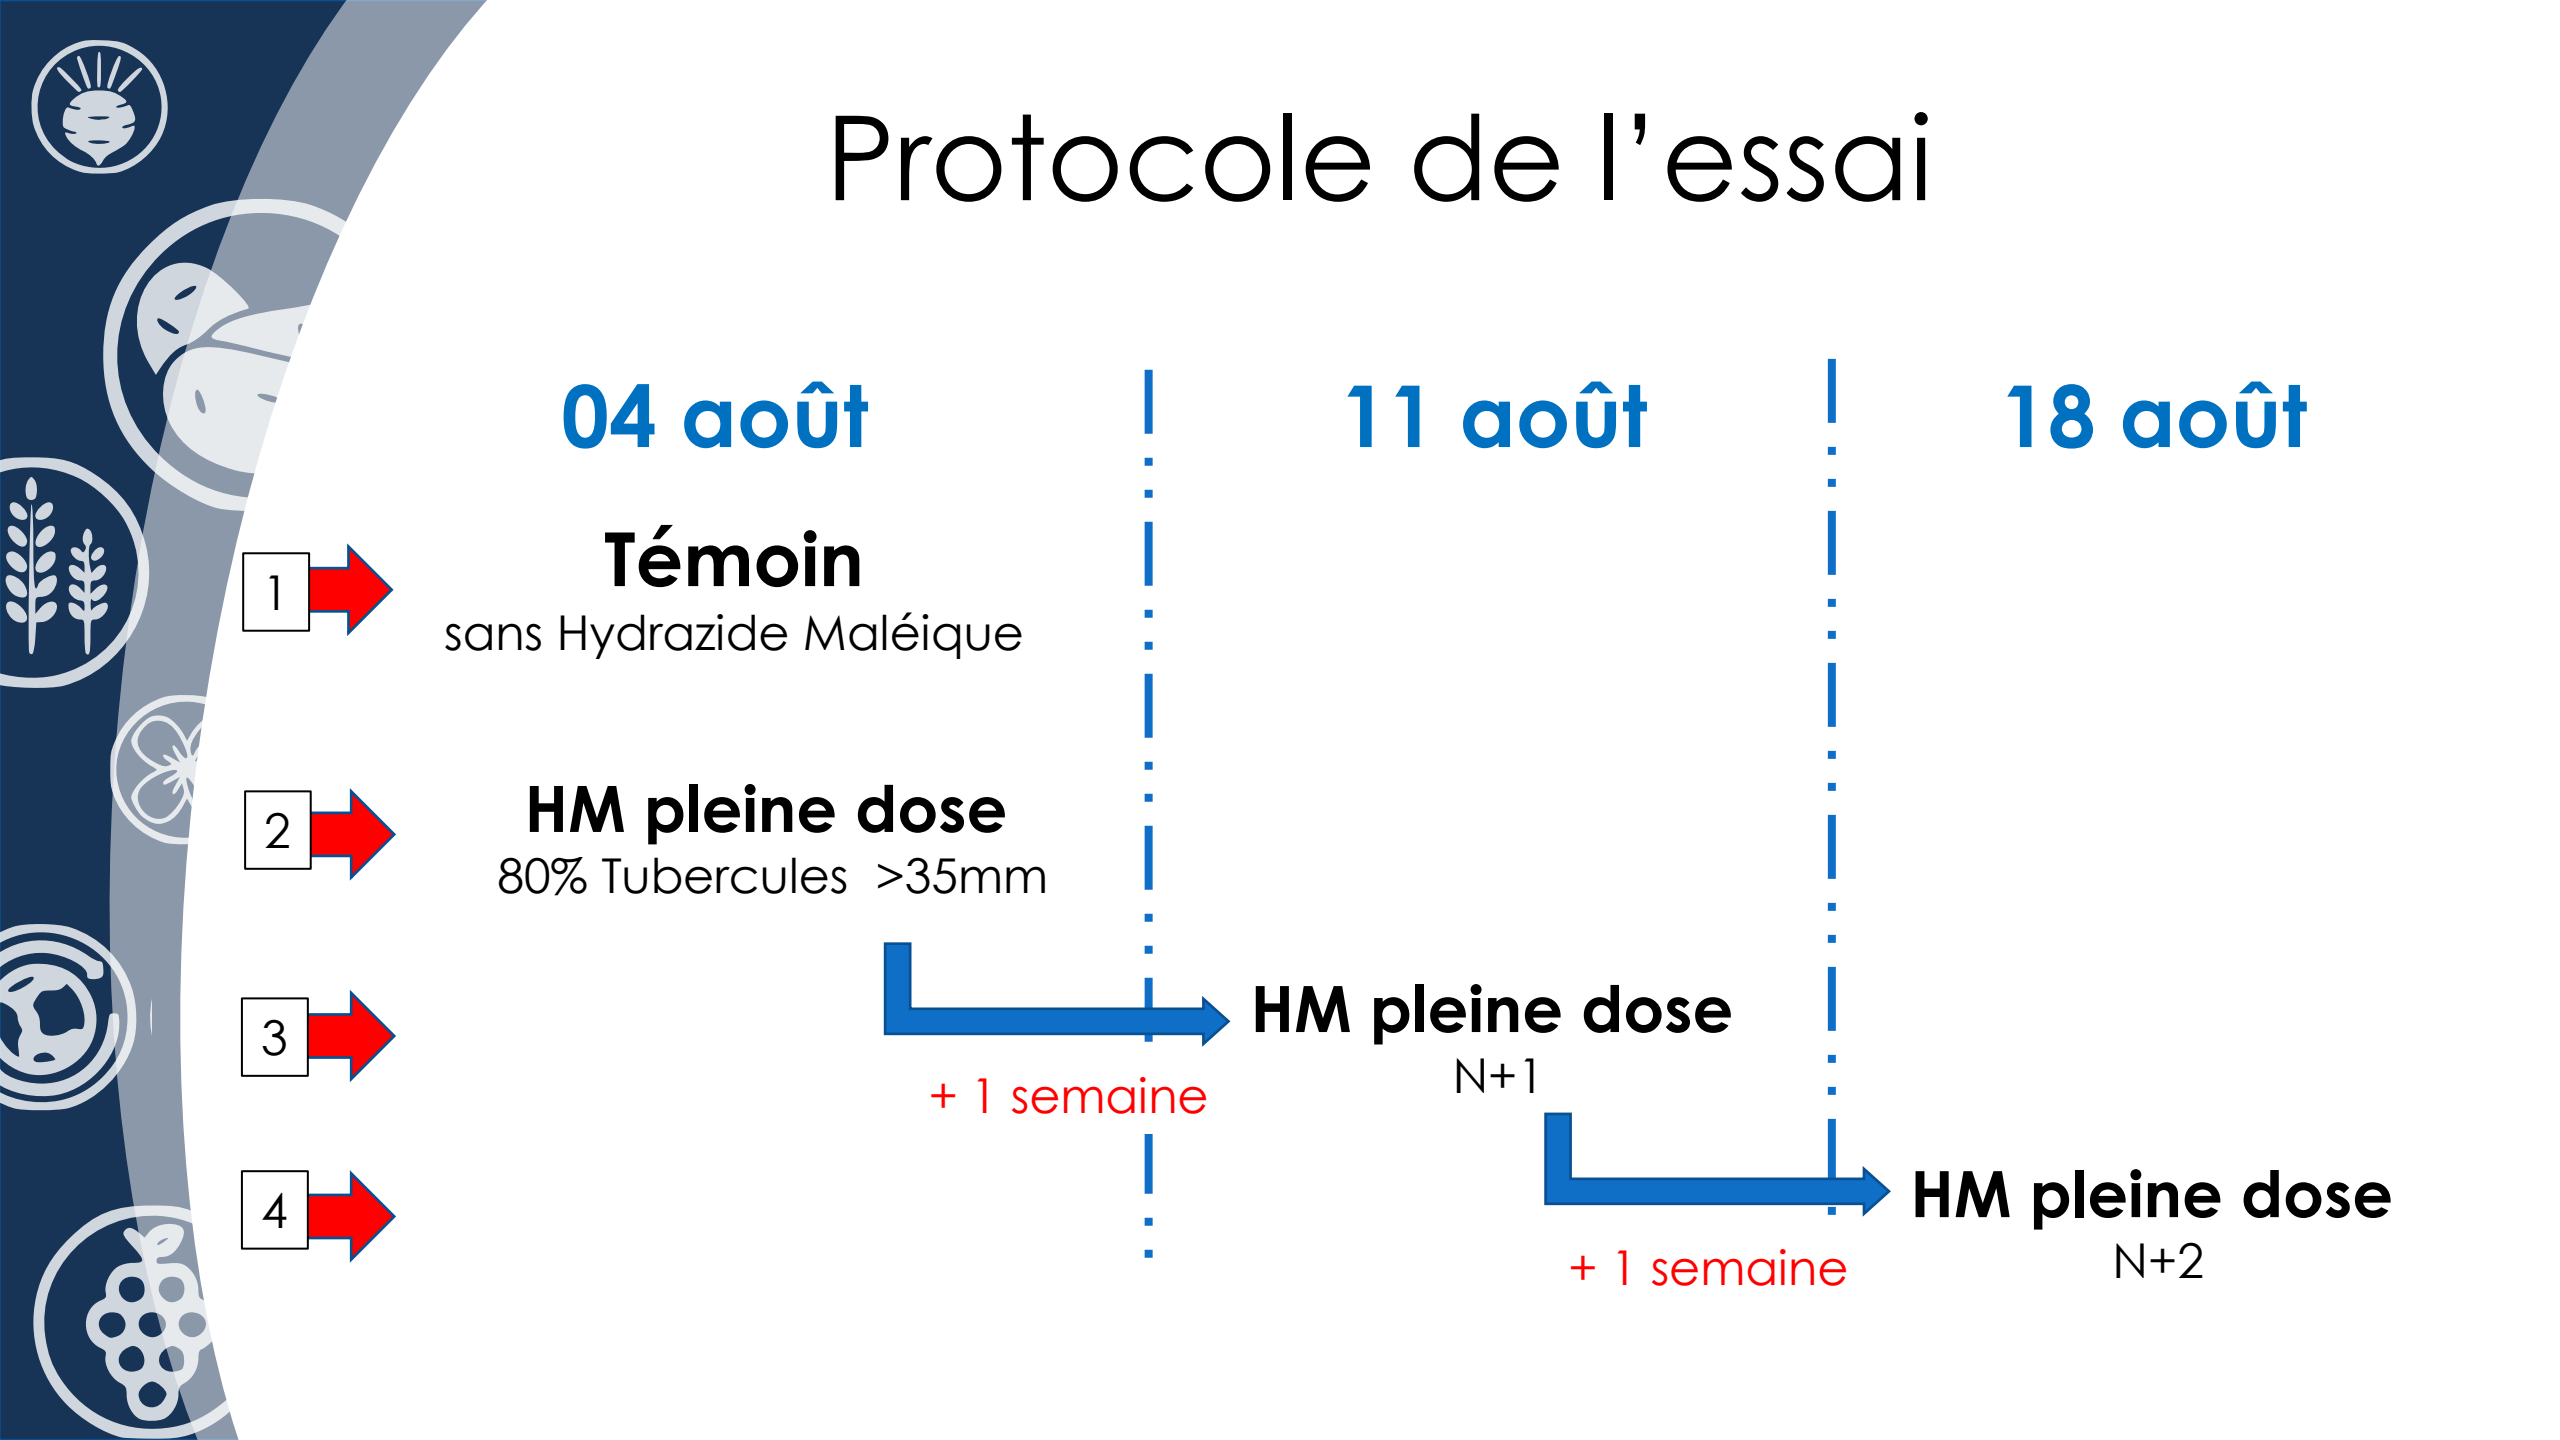 Protocole de l’essai
04 août
11 août
18 août
1
Témoin
sans Hydrazide Maléique
2
HM pleine dose
80% Tubercules  >35mm
3
HM pleine dose
N+1
+ 1 semaine
4
HM pleine dose
N+2
+ 1 semaine